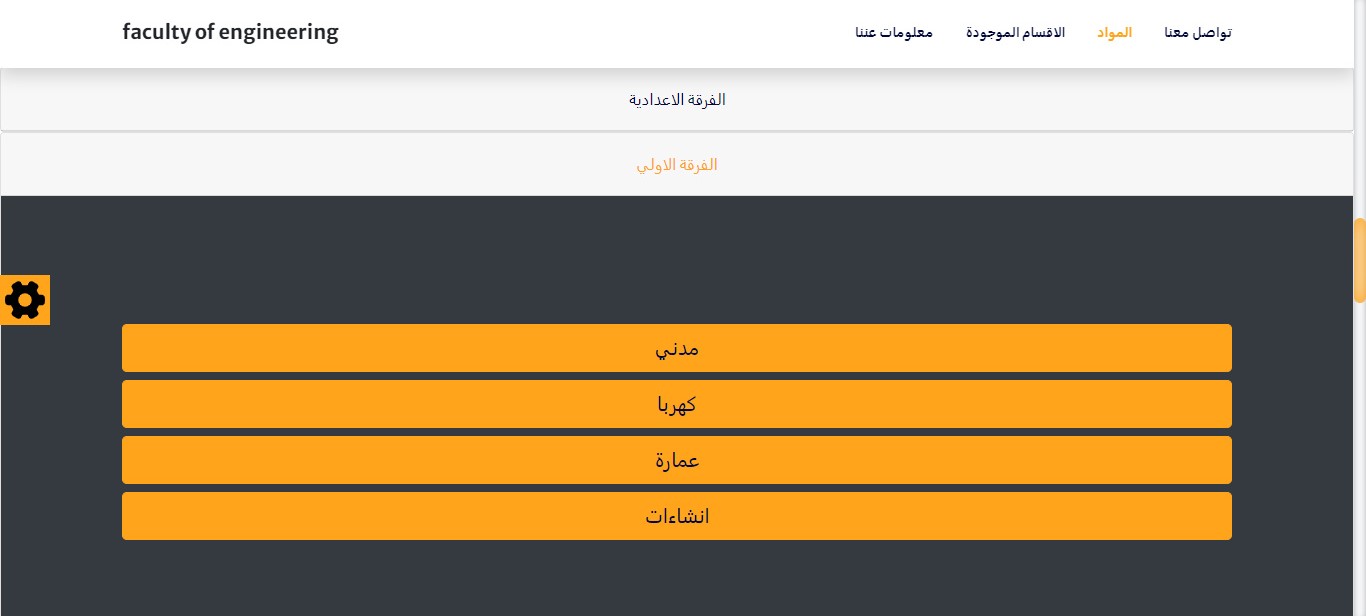 faculty of engineering
تواصل معنا
المواد
الاقسام الموجودة
معلومات عننا
الفرقة الاعدادية
الفرقة الاولي
مدني
كهربا
عمارة
انشاءات